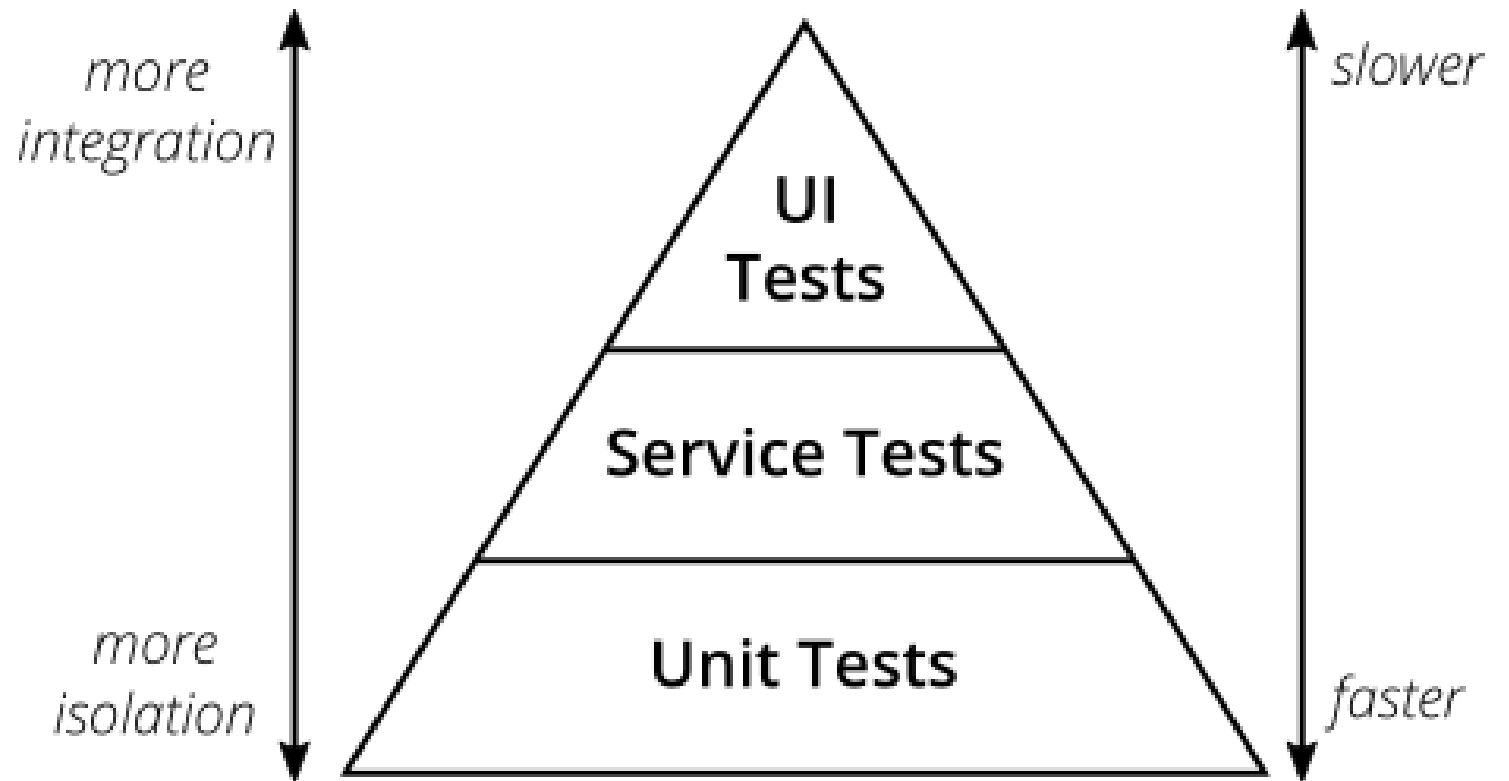 more
integration
slower
UI
Tests
Service Tests
Unit Tests
more
isolation
faster